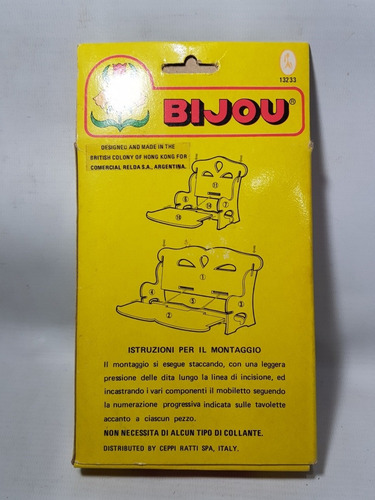 13233
BIJOU®
DESIGNED AND MADE IN THE
BRITISH COLONY OF HONG KONG FOR
COMERCIAL RELDA S.A., ARGENTINA.
ISTRUZIONI PER IL MONTAGGIO
Il montaggio si esegue staccando, con una leggera
pressione delle dita lungo la linea di incisione, ed
incastrando i vari componenti il mobiletto seguendo
la numerazione progressiva indicata sulle tavolette
accanto a ciascun pezzo.
NON NECESSITA DI ALCUN TIPO DI COLLANTE.
DISTRIBUTED BY CEPPI RATTI SPA, ITALY.